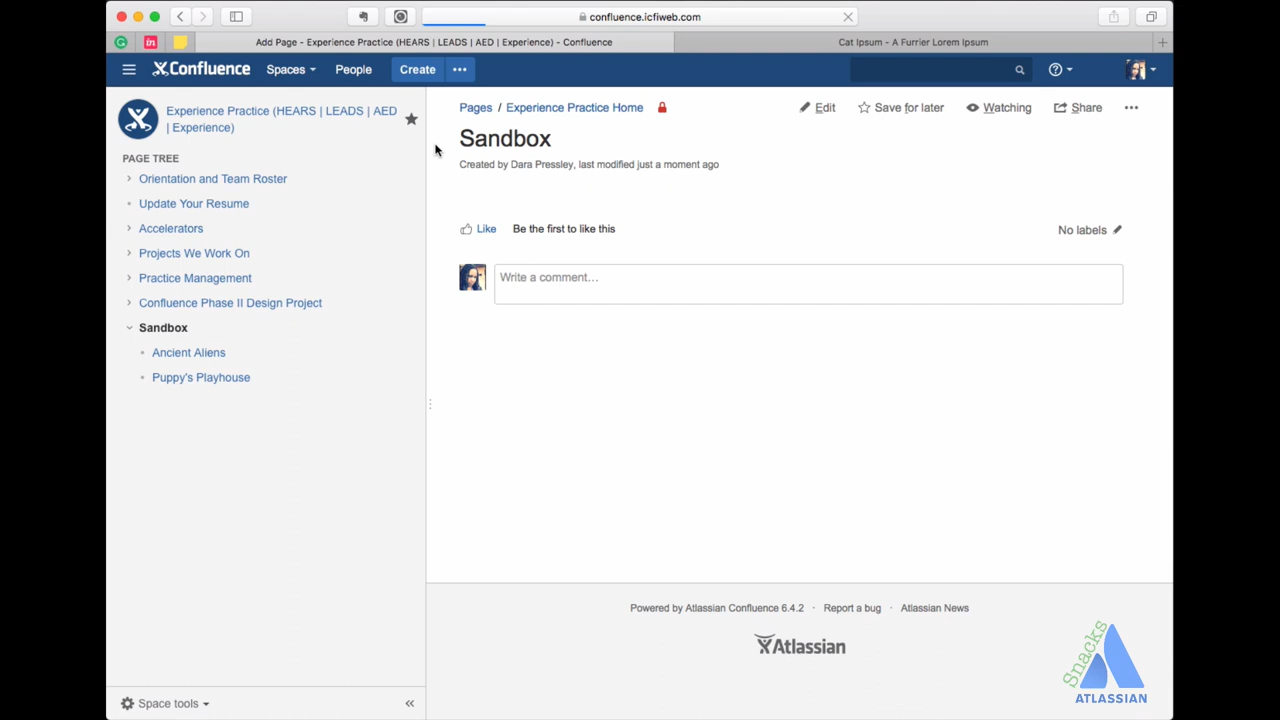 confluence.icfiweb.com
Add Page - Experience Practice (HEARS | LEADS | AED | Experience) - Confluence
Cat Ipsum - A Furrier Lorem Ipsum
Confluence
Spaces
People
Create
Experience Practice (HEARS | LEADS | AED
| Experience)
PAGE TREE
Orientation and Team Roster
Update Your Resume
Accelerators
Projects We Work On
Practice Management
Confluence Phase II Design Project
Sandbox
Ancient Aliens
Puppy's Playhouse
Space tools
Pages / Experience Practice Home
Edit
Save for later
Watching
Share
Sandbox
Created by Dara Pressley, last modified just a moment ago
Like
Be the first to like this
No labels
Write a comment…
Powered by Atlassian Confluence 6.4.2 · Report a bug · Atlassian News
Atlassian
Snacks
ATLASSIAN